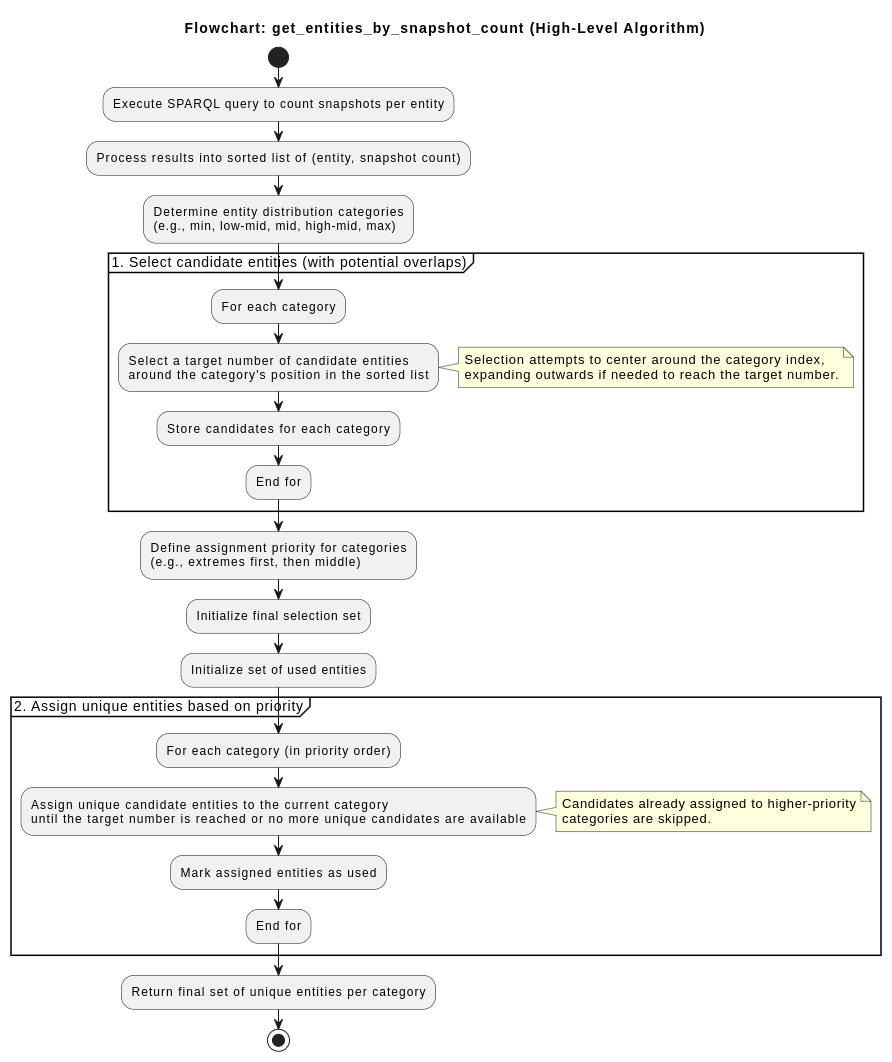 Flowchart: get_entities_by_snapshot_count (High-Level Algorithm)
Execute SPARQL query to count snapshots per entity
Process results into sorted list of (entity, snapshot count)
Determine entity distribution categories
(e.g., min, low-mid, mid, high-mid, max)
1. Select candidate entities (with potential overlaps)
For each category
Select a target number of candidate entities
around the category's position in the sorted list
Selection attempts to center around the category index,
expanding outwards if needed to reach the target number.
Store candidates for each category
End for
Define assignment priority for categories
(e.g., extremes first, then middle)
Initialize final selection set
Initialize set of used entities
2. Assign unique entities based on priority
For each category (in priority order)
Assign unique candidate entities to the current category
until the target number is reached or no more unique candidates are available
Candidates already assigned to higher-priority
categories are skipped.
Mark assigned entities as used
End for
Return final set of unique entities per category